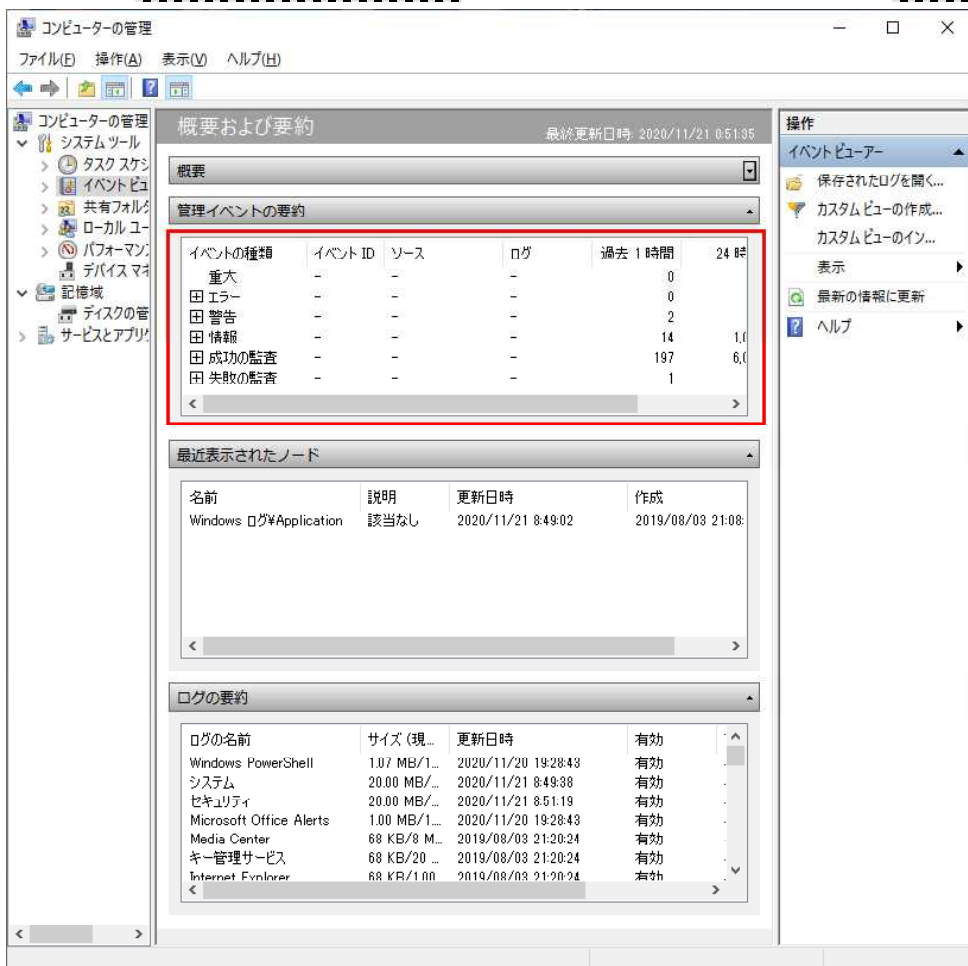 コンピューターの管理
ファイル(F) 操作(A) 表示(V) ヘルプ(H)
コンピューターの管理
システム ツール
タスク スケジ
イベント ビュ
共有フォルダ
ローカル ユー
パフォーマン
デバイス マネ
記憶域
ディスクの管
サービスとアプリケ
概要および要約 最終更新日時: 2020/11/21 8:51:35
概要
管理イベントの要約
イベントの種類 イベント ID ソース ログ 過去 1 時間 24 時
重大 - - - 0
エラー - - - 0
警告 - - - 2
情報 - - - 14 1,0
成功の監査 - - - 197 6,0
失敗の監査 - - - 1
最近表示されたノード
名前 説明 更新日時 作成
Windows ログ¥Application 該当なし 2020/11/21 8:49:02 2019/08/03 21:08:
ログの要約
ログの名前 サイズ (現... 更新日時 有効
Windows PowerShell 1.07 MB/1... 2020/11/20 19:28:43 有効
システム 20.00 MB/... 2020/11/21 8:49:38 有効
セキュリティ 20.00 MB/... 2020/11/21 8:51:19 有効
Microsoft Office Alerts 1.00 MB/1... 2020/11/20 19:28:43 有効
Media Center 68 KB/8 M... 2019/08/03 21:20:24 有効
キー管理サービス 68 KB/20 ... 2019/08/03 21:20:24 有効
Internet Explorer 68 KB/1.00 2019/08/03 21:20:24 有効
操作
イベント ビューアー
保存されたログを開く...
カスタム ビューの作成...
カスタム ビューのイン...
表示
最新の情報に更新
ヘルプ